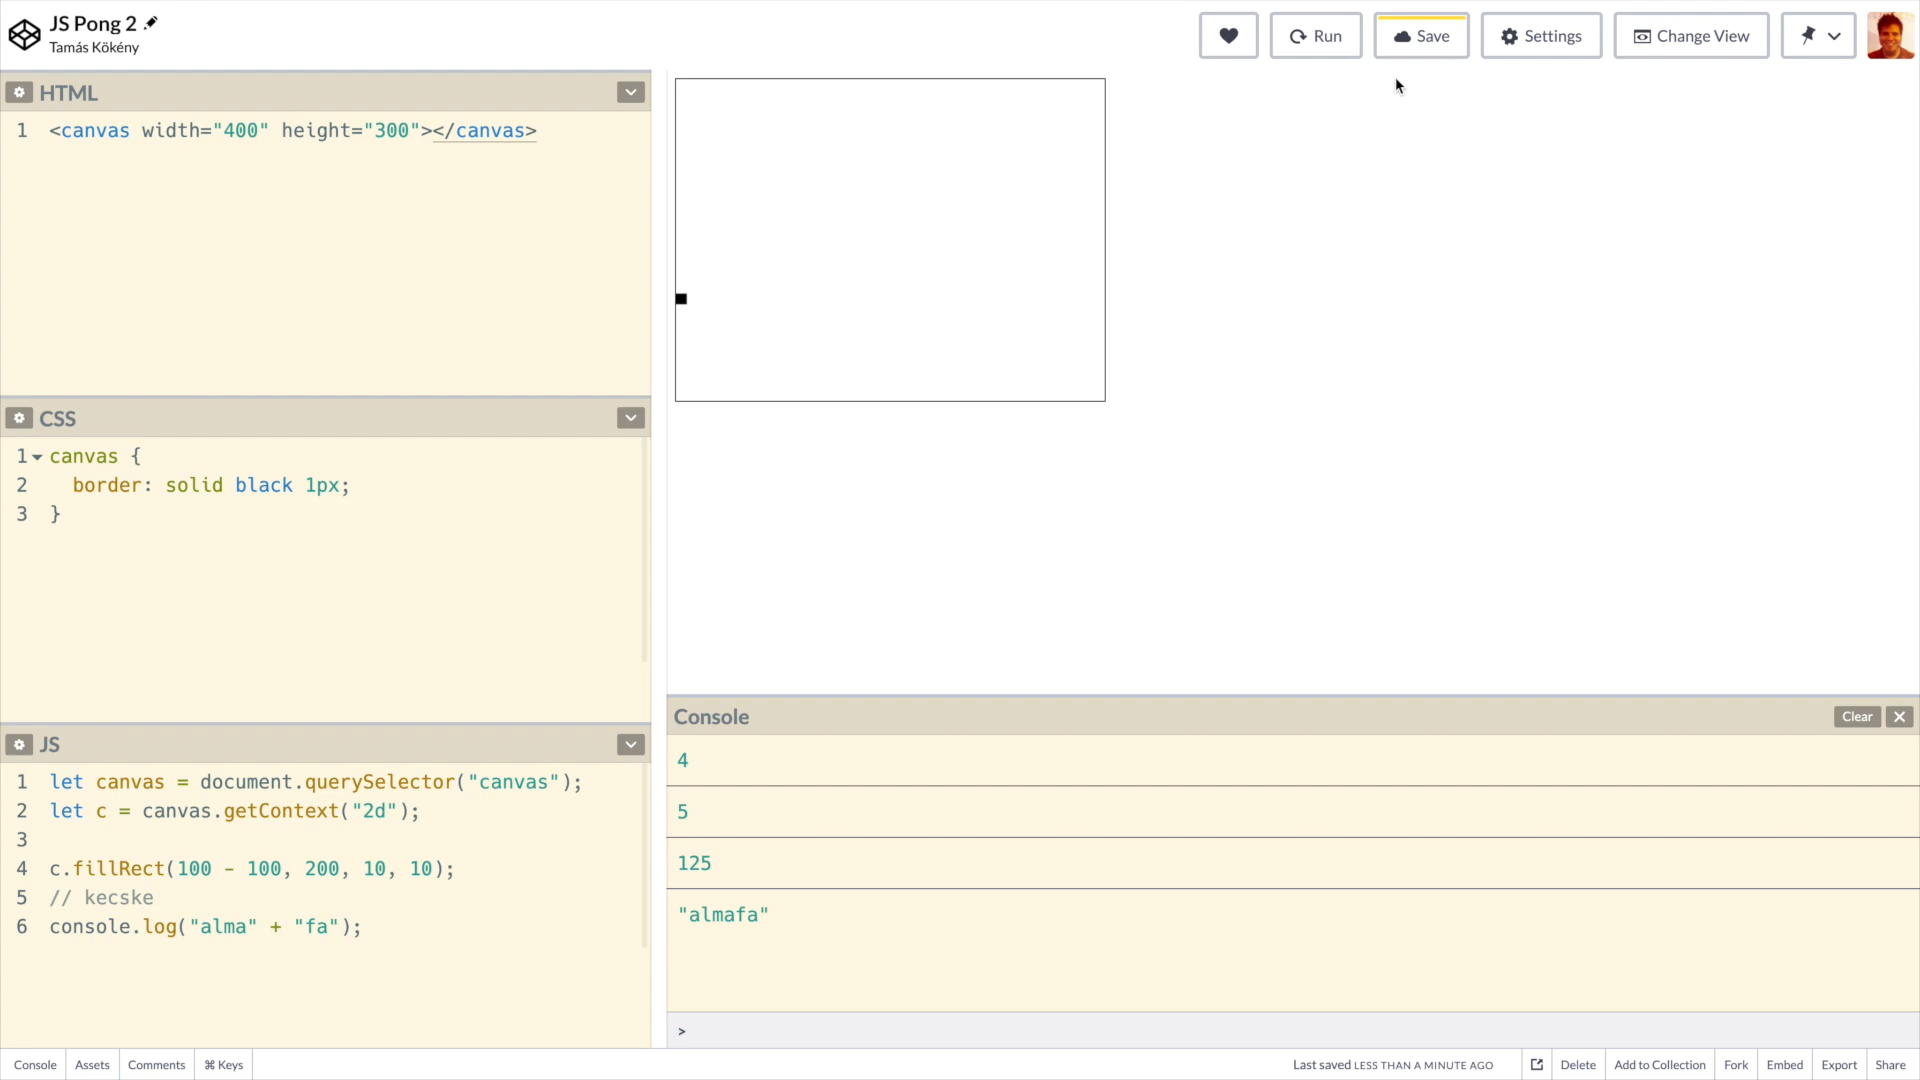 JS Pong 2
Tamás Kökény
Run
Save
Settings
Change View
HTML
1 <canvas width="400" height="300"></canvas>
CSS
1 canvas {
2   border: solid black 1px;
3 }
JS
1 let canvas = document.querySelector("canvas");
2 let c = canvas.getContext("2d");
3
4 c.fillRect(100 - 100, 200, 10, 10);
5 // kecske
6 console.log("alma" + "fa");
Console
Clear
4
5
125
"almafa"
>
Console
Assets
Comments
⌘ Keys
Last saved LESS THAN A MINUTE AGO
Delete
Add to Collection
Fork
Embed
Export
Share